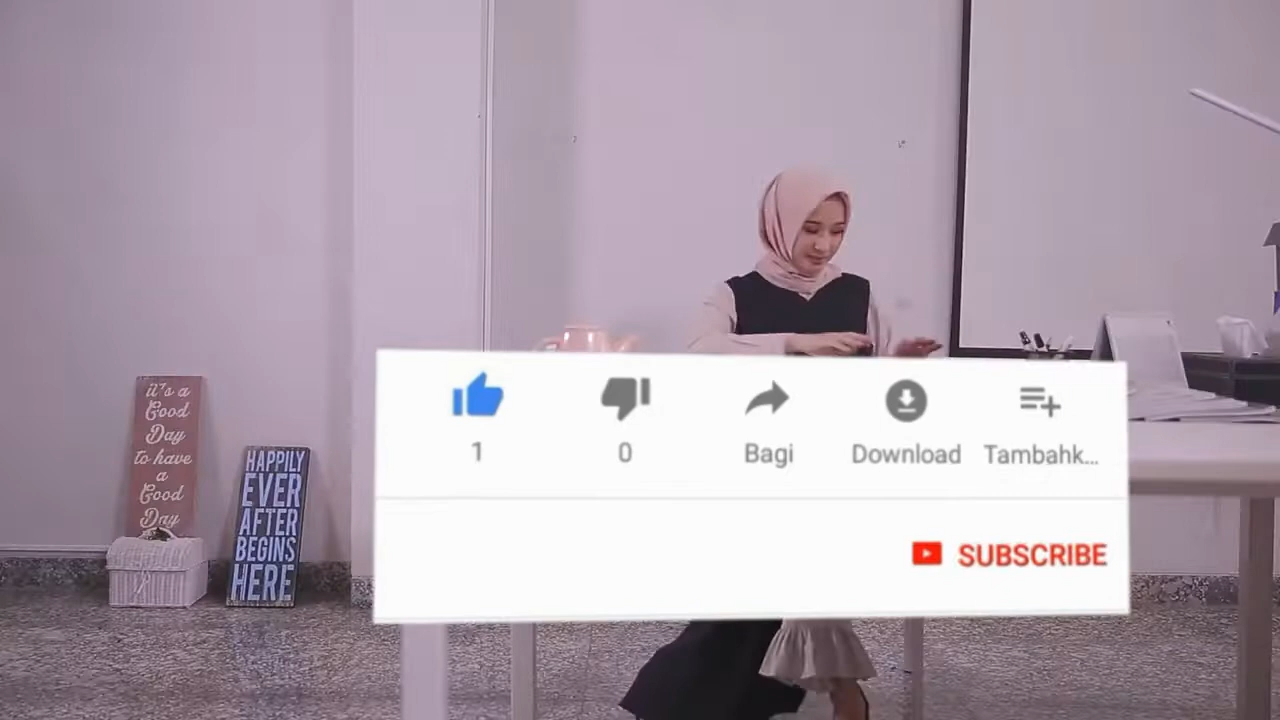 it's a
Good
Day
to have
a
Good
Day
HAPPILY
EVER
AFTER
BEGINS
HERE
1
0
Bagi
Download
Tambahk...
SUBSCRIBE